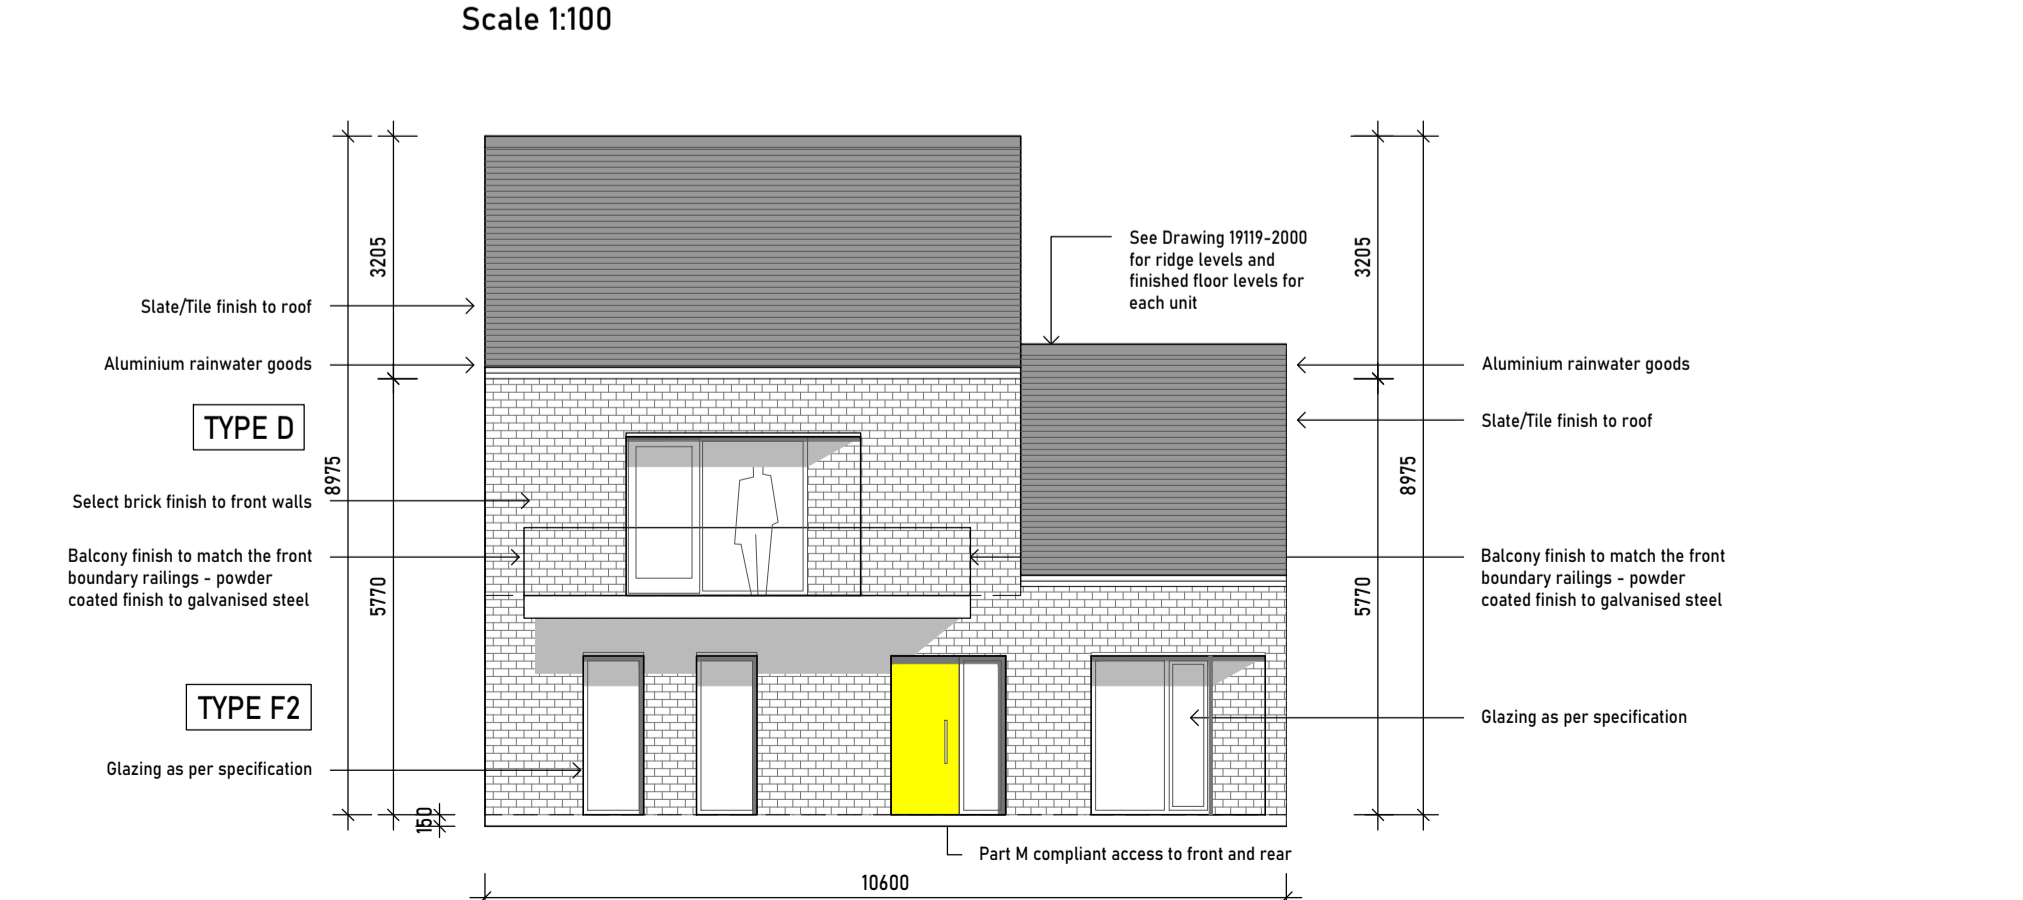 Scale 1:100
3205
3205
See Drawing 19119-2000
for ridge levels and
finished floor levels for
each unit
Slate/Tile finish to roof
Aluminium rainwater goods
Aluminium rainwater goods
TYPE D
Slate/Tile finish to roof
8975
8975
Select brick finish to front walls
Balcony finish to match the front
boundary railings - powder
coated finish to galvanised steel
5770
5770
Balcony finish to match the front
boundary railings - powder
coated finish to galvanised steel
TYPE F2
Glazing as per specification
Glazing as per specification
150
Part M compliant access to front and rear
10600